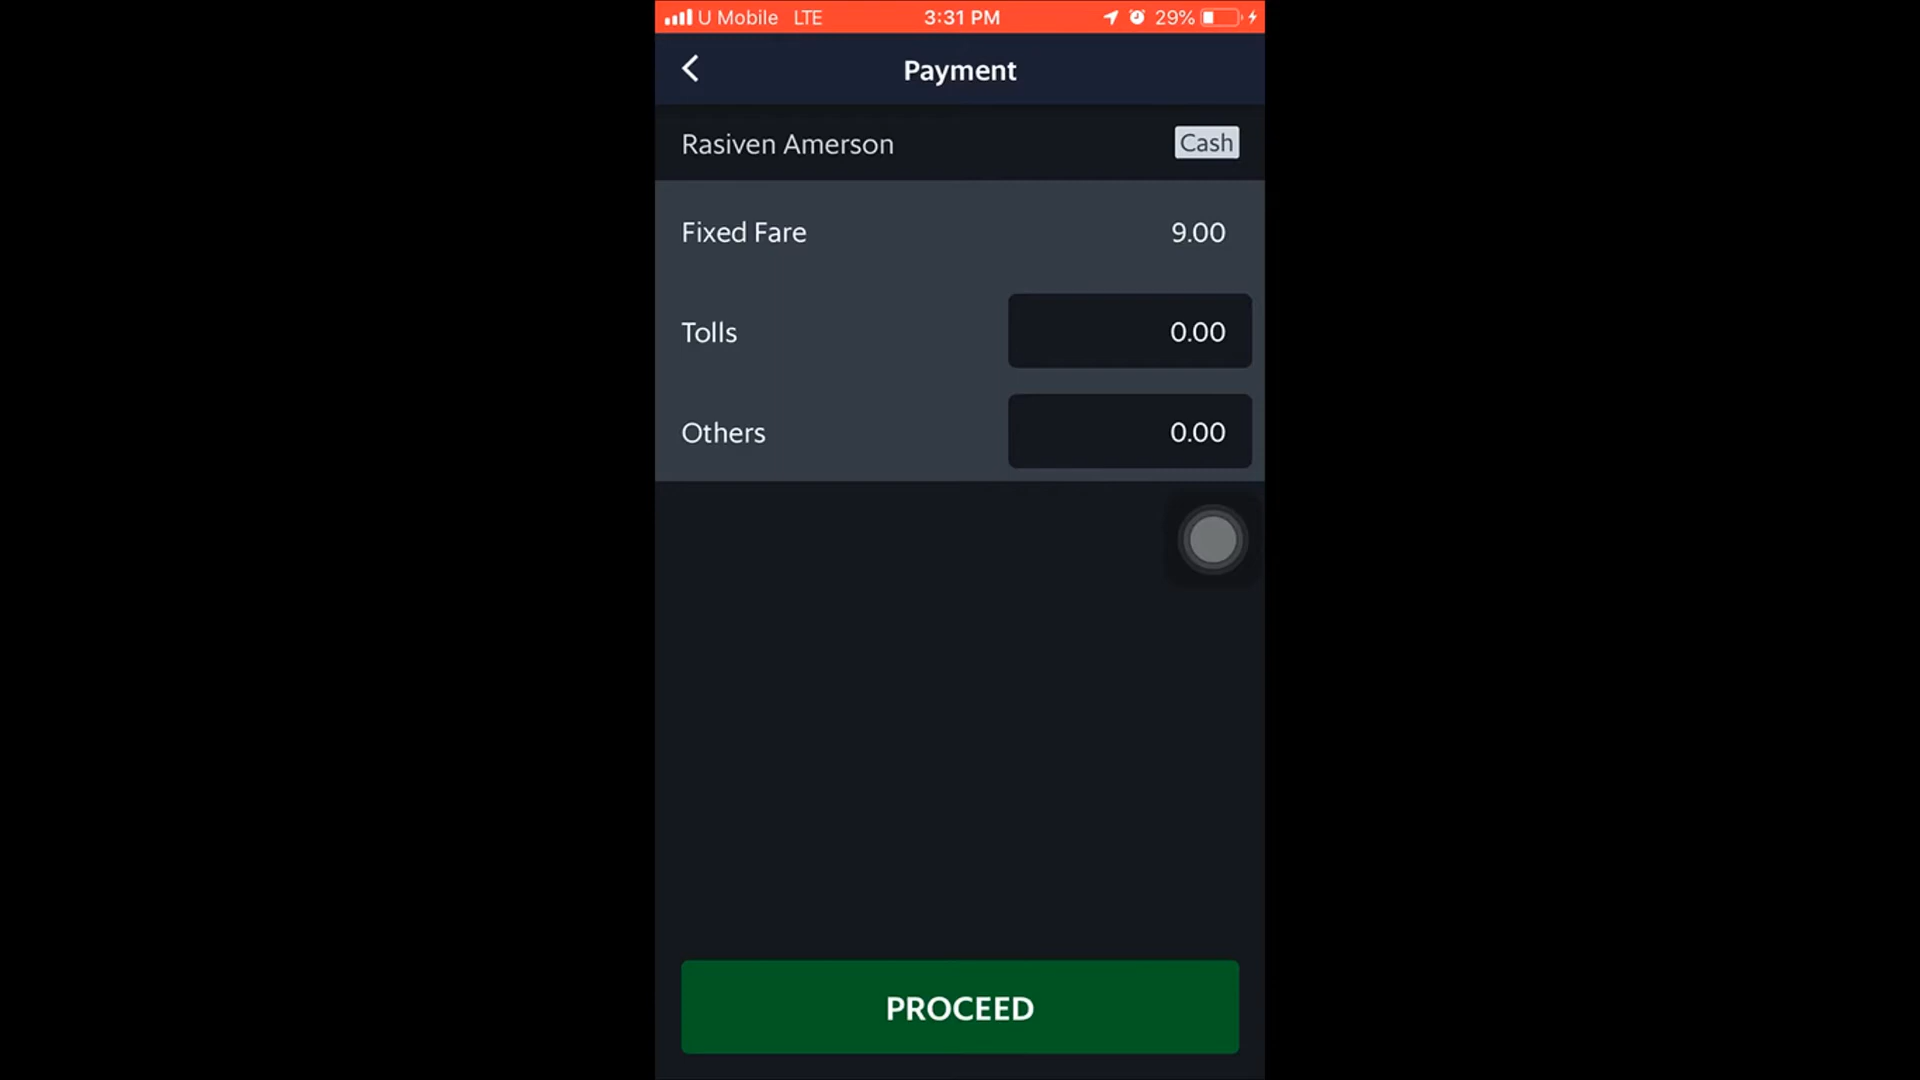 U Mobile LTE 3:31 PM 29%
Payment
Rasiven Amerson Cash
Fixed Fare 9.00
Tolls 0.00
Others 0.00
PROCEED